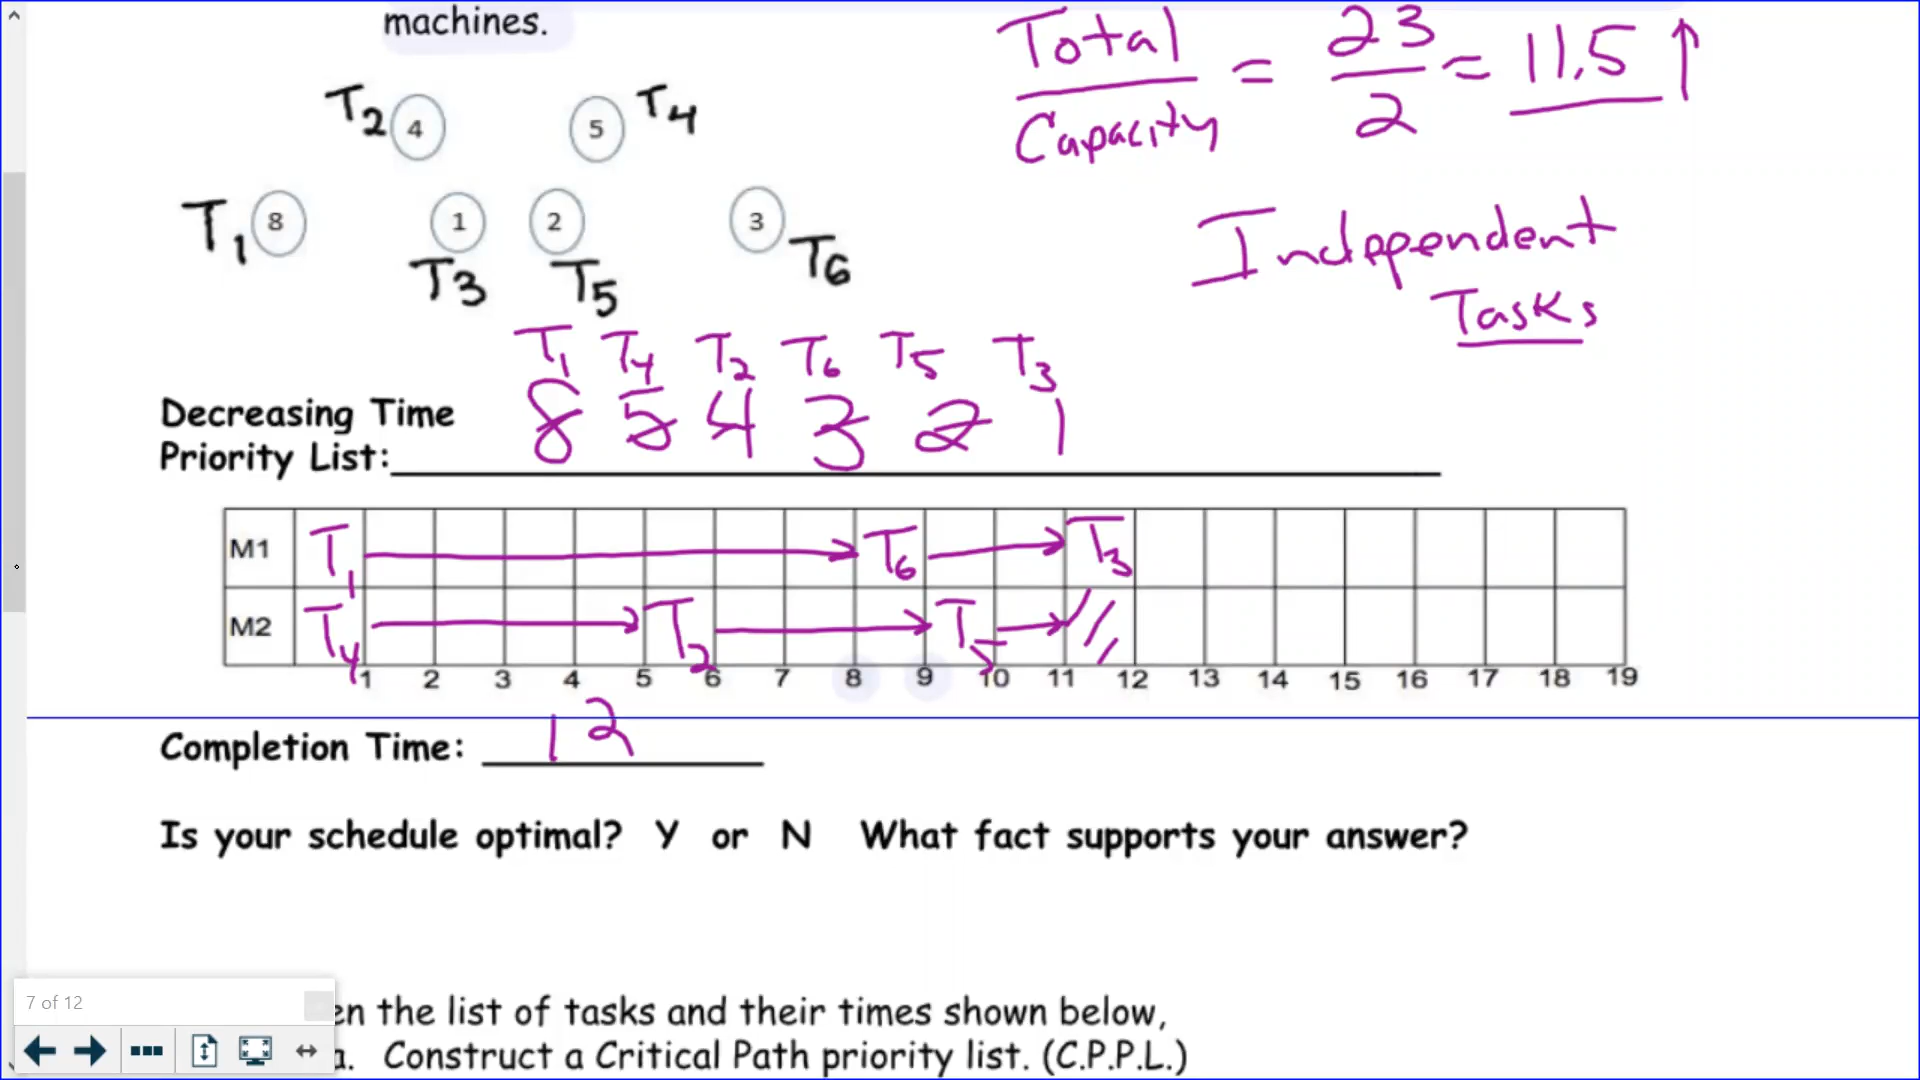 machines.
Total
Capacity
= 23/2 = 11.5 ↑
T2 4 5 T4
T1 8 1 2 3 T6
T3 T5
Independent
Tasks
T1 T4 T2 T6 T5 T3
Decreasing Time 8 5 4 3 2 1
Priority List:
M1 T1 T6 T3
M2 T4 T2 T5
1 2 3 4 5 6 7 8 9 10 11 12 13 14 15 16 17 18 19
Completion Time: 12
Is your schedule optimal? Y or N What fact supports your answer?
7 of 12
en the list of tasks and their times shown below,
a. Construct a Critical Path priority list. (C.P.P.L.)